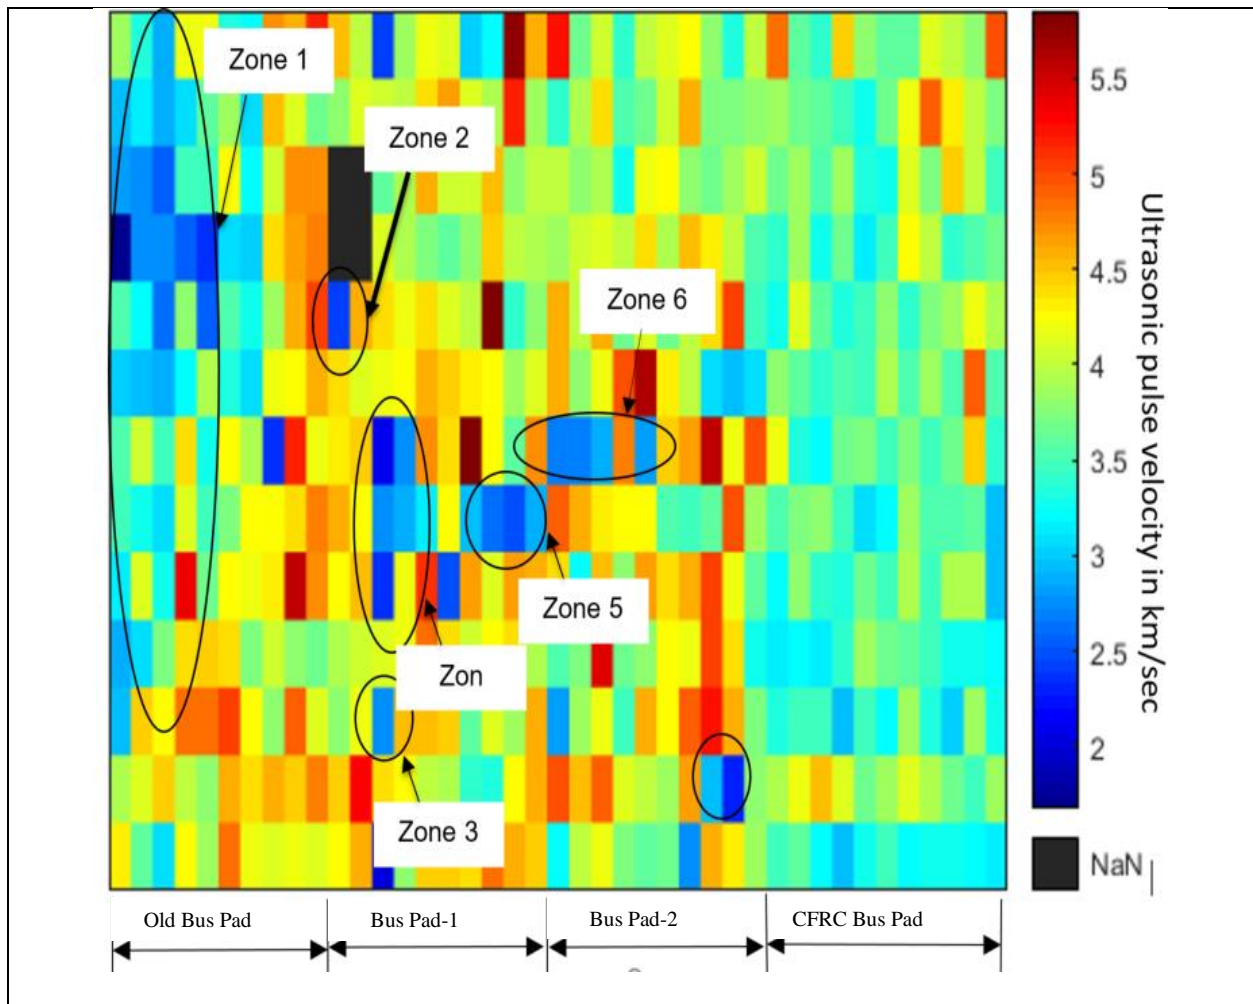 Zone 1
Zone 2
Zone 6
Zone 5
Zon
Zone 3
5.5
5
4.5
4
3.5
3
2.5
2
NaN
Ultrasonic pulse velocity in km/sec
Old Bus Pad
Bus Pad-1
Bus Pad-2
CFRC Bus Pad